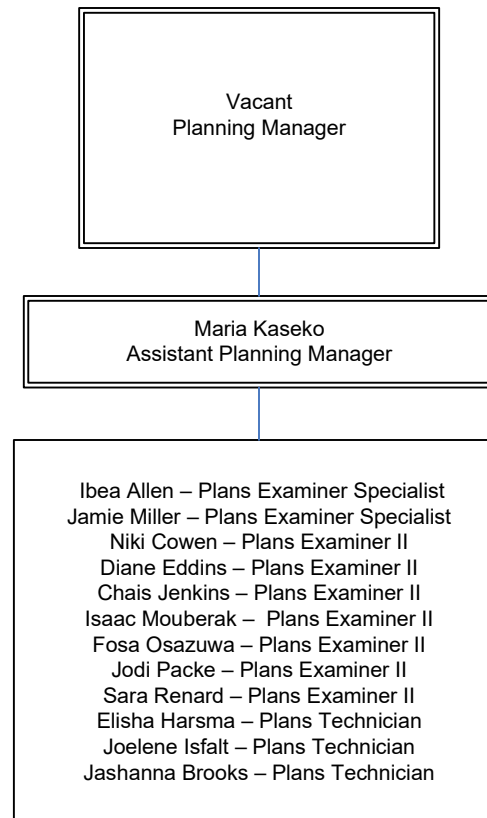 Vacant
Planning Manager
Maria Kaseko
Assistant Planning Manager
Ibea Allen – Plans Examiner Specialist
Jamie Miller – Plans Examiner Specialist
Niki Cowen – Plans Examiner II
Diane Eddins – Plans Examiner II
Chais Jenkins – Plans Examiner II
Isaac Mouberak –  Plans Examiner II
Fosa Osazuwa – Plans Examiner II
Jodi Packe – Plans Examiner II
Sara Renard – Plans Examiner II
Elisha Harsma – Plans Technician
Joelene Isfalt – Plans Technician
Jashanna Brooks – Plans Technician